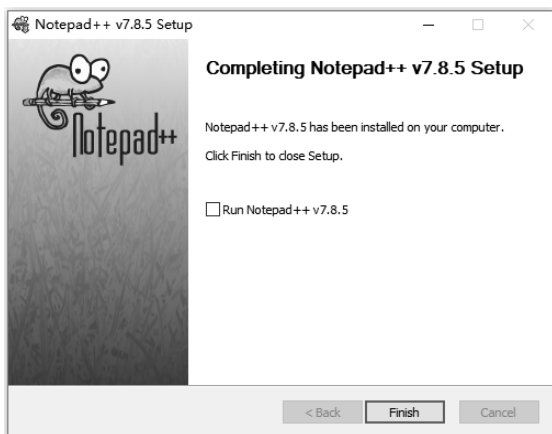 Notepad++ v7.8.5 Setup
Notepad++
Completing Notepad++ v7.8.5 Setup
Notepad++ v7.8.5 has been installed on your computer.
Click Finish to close Setup.
Run Notepad++ v7.8.5
< Back
Finish
Cancel